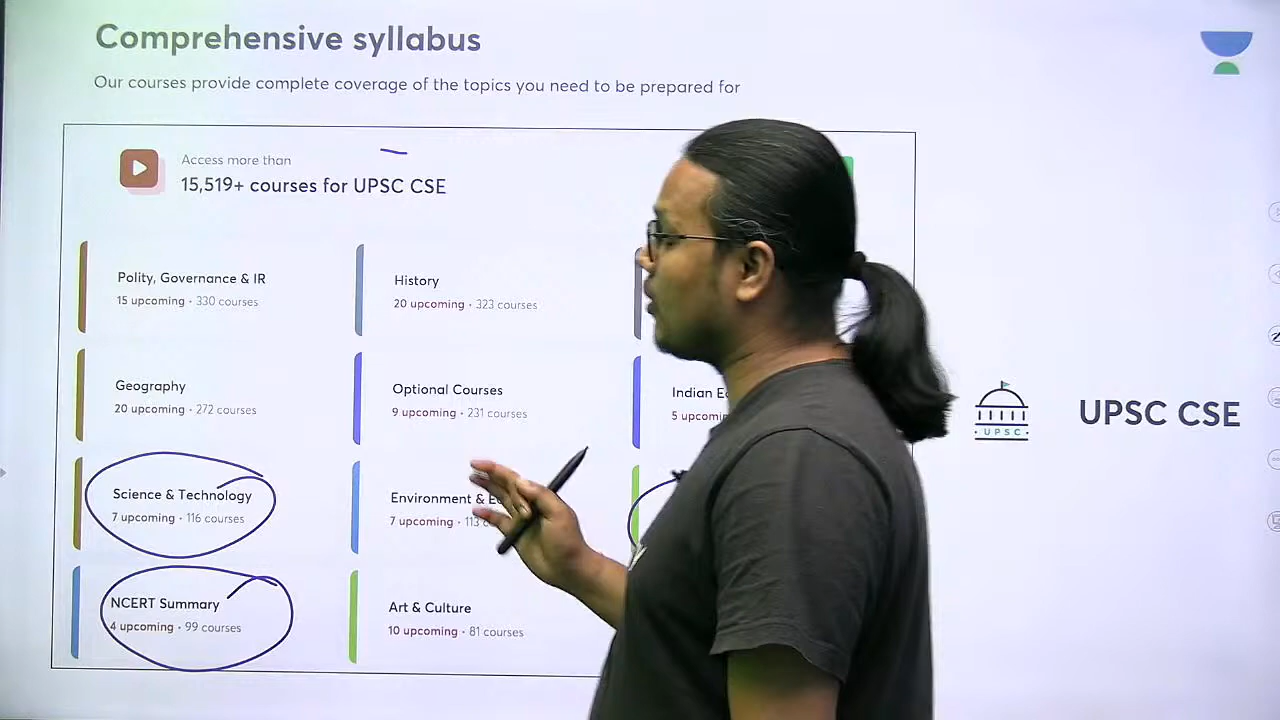 Comprehensive syllabus
Our courses provide complete coverage of the topics you need to be prepared for
Access more than
15,519+ courses for UPSC CSE
Polity, Governance & IR
15 upcoming • 330 courses
History
20 upcoming • 323 courses
Geography
20 upcoming • 272 courses
Optional Courses
9 upcoming • 231 courses
Indian
5
UPSC
UPSC CSE
Science & Technology
7 upcoming • 116 courses
Environment &
7 upcoming • 113
NCERT Summary
4 upcoming • 99 courses
Art & Culture
10 upcoming • 81 courses